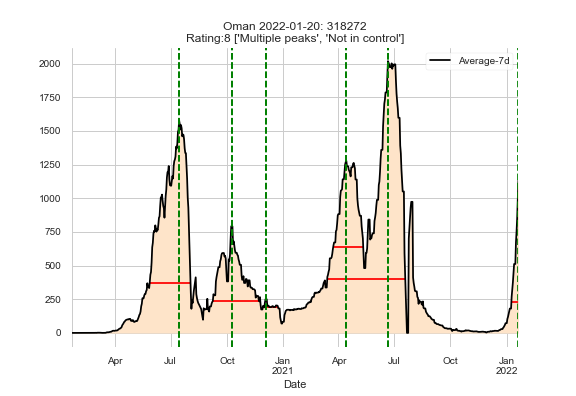 Oman 2022-01-20: 318272
Rating:8 ['Multiple peaks', 'Not in control']
Average-7d
2000
1750
1500
1250
1000
750
500
250
0
Apr Jul Oct Jan Apr Jul Oct Jan
2021 2022
Date